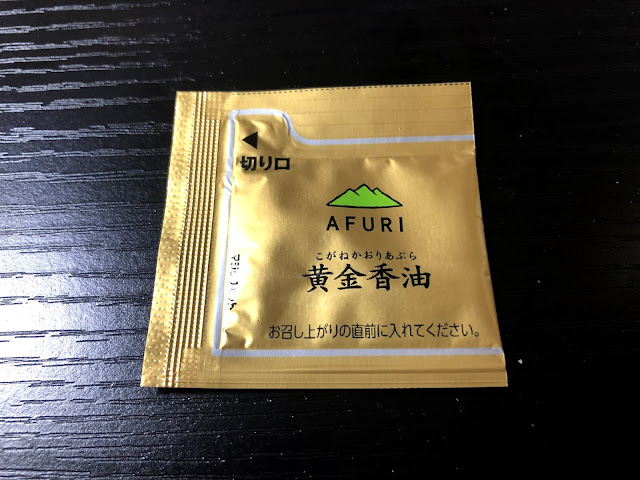 ◀
切り口
AFURI
こがねかおりあぶら
黄金香油
お召し上がりの直前に入れてください。